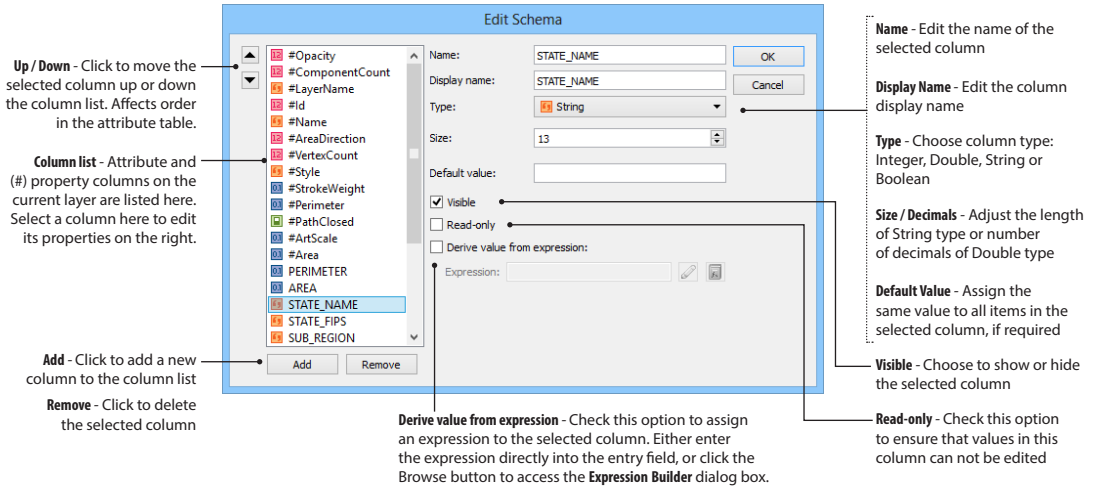 Edit Schema
Up / Down - Click to move the
selected column up or down
the column list. Affects order
in the attribute table.
Column list - Attribute and
(#) property columns on the
current layer are listed here.
Select a column here to edit
its properties on the right.
Add - Click to add a new
column to the column list
Remove - Click to delete
the selected column
#Opacity
#ComponentCount
#LayerName
#Id
#Name
#AreaDirection
#VertexCount
#Style
#StrokeWeight
#Perimeter
#PathClosed
#ArtScale
#Area
PERIMETER
AREA
STATE_NAME
STATE_FIPS
SUB_REGION
Add Remove
Name: STATE_NAME
Display name: STATE_NAME
Type: String
Size: 13
Default value:
Visible
Read-only
Derive value from expression:
Expression:
OK
Cancel
Derive value from expression - Check this option to assign
an expression to the selected column. Either enter
the expression directly into the entry field, or click the
Browse button to access the Expression Builder dialog box.
Name - Edit the name of the
selected column
Display Name - Edit the column
display name
Type - Choose column type:
Integer, Double, String or
Boolean
Size / Decimals - Adjust the length
of String type or number
of decimals of Double type
Default Value - Assign the
same value to all items in the
selected column, if required
Visible - Choose to show or hide
the selected column
Read-only - Check this option
to ensure that values in this
column can not be edited